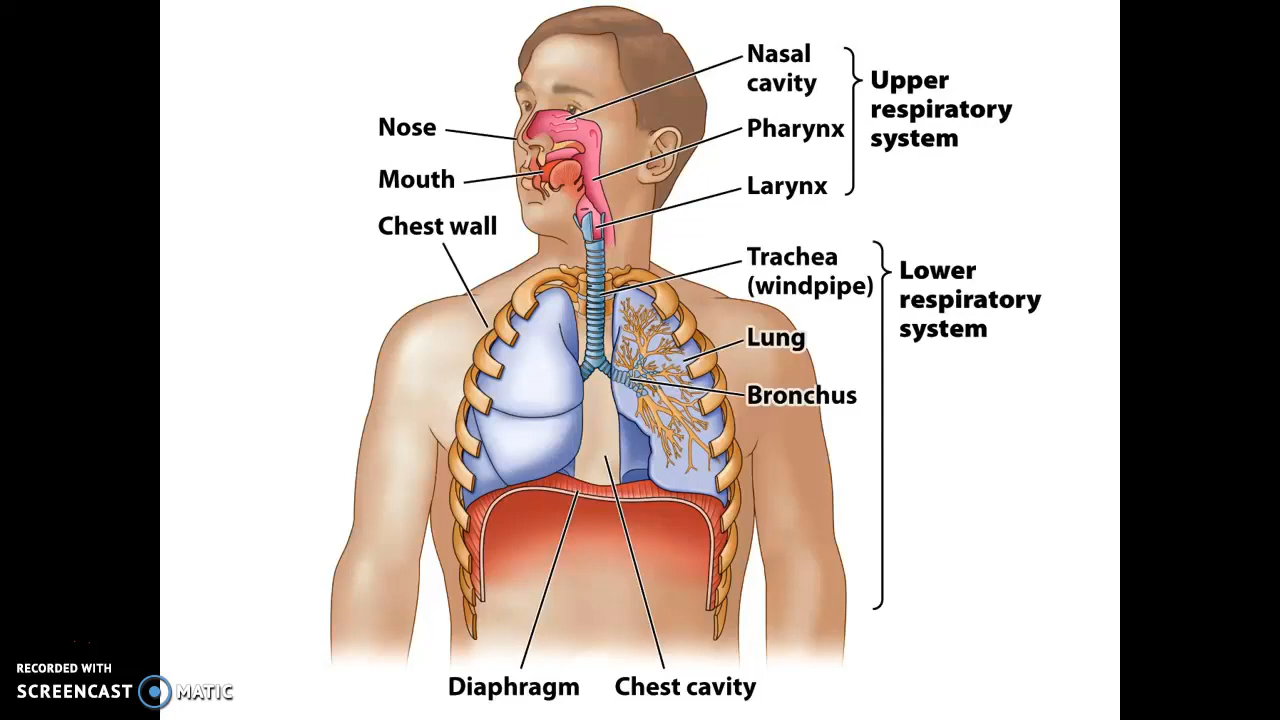 Nasal
cavity
Upper
respiratory
system
Nose
Pharynx
Mouth
Larynx
Chest wall
Trachea
(windpipe)
Lower
respiratory
system
Lung
Bronchus
Diaphragm
Chest cavity
RECORDED WITH
SCREENCAST MATIC